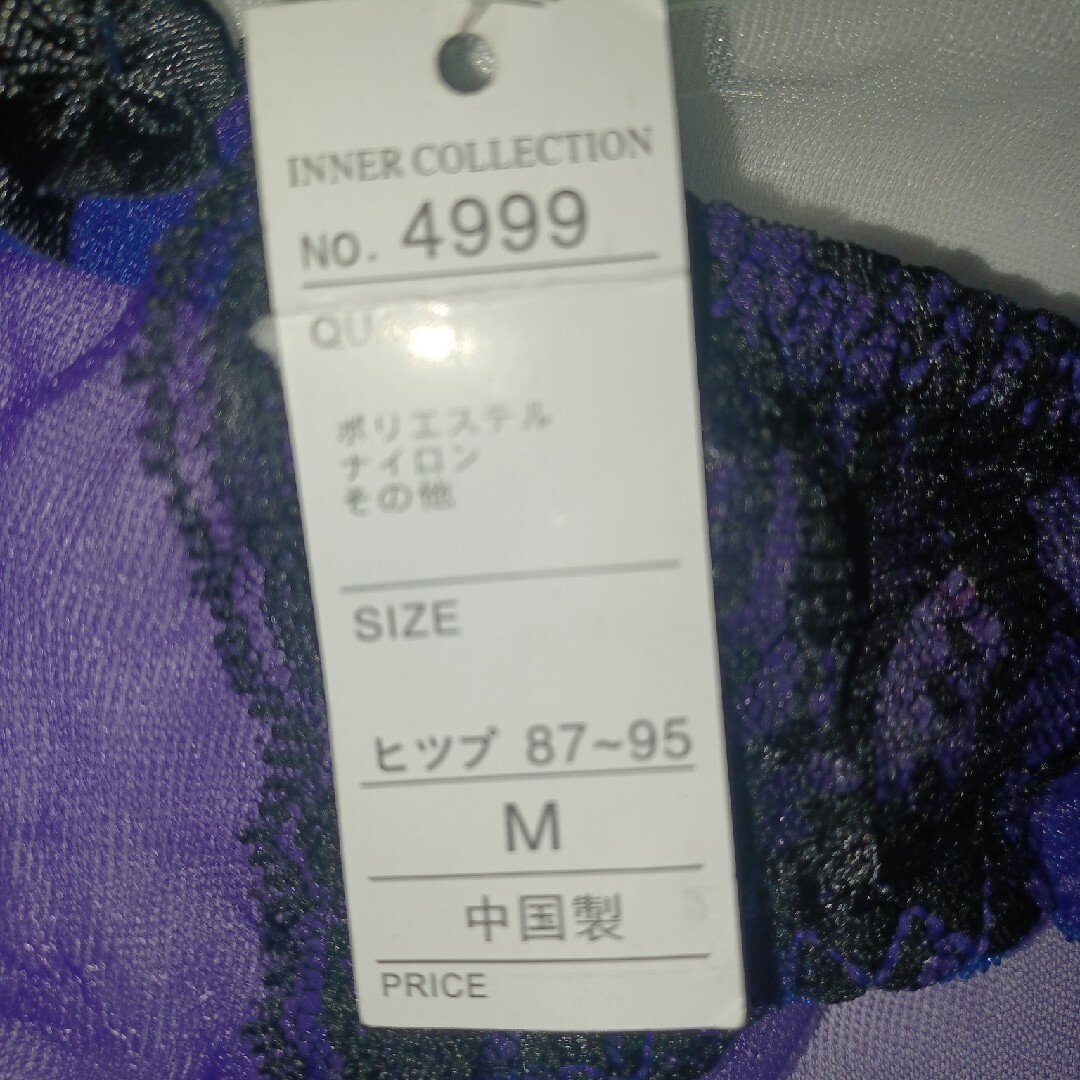 INNER COLLECTION
NO. 4999
ポリエステル
ナイロン
その他
SIZE
ヒツプ 87~95
M
中国製
PRICE